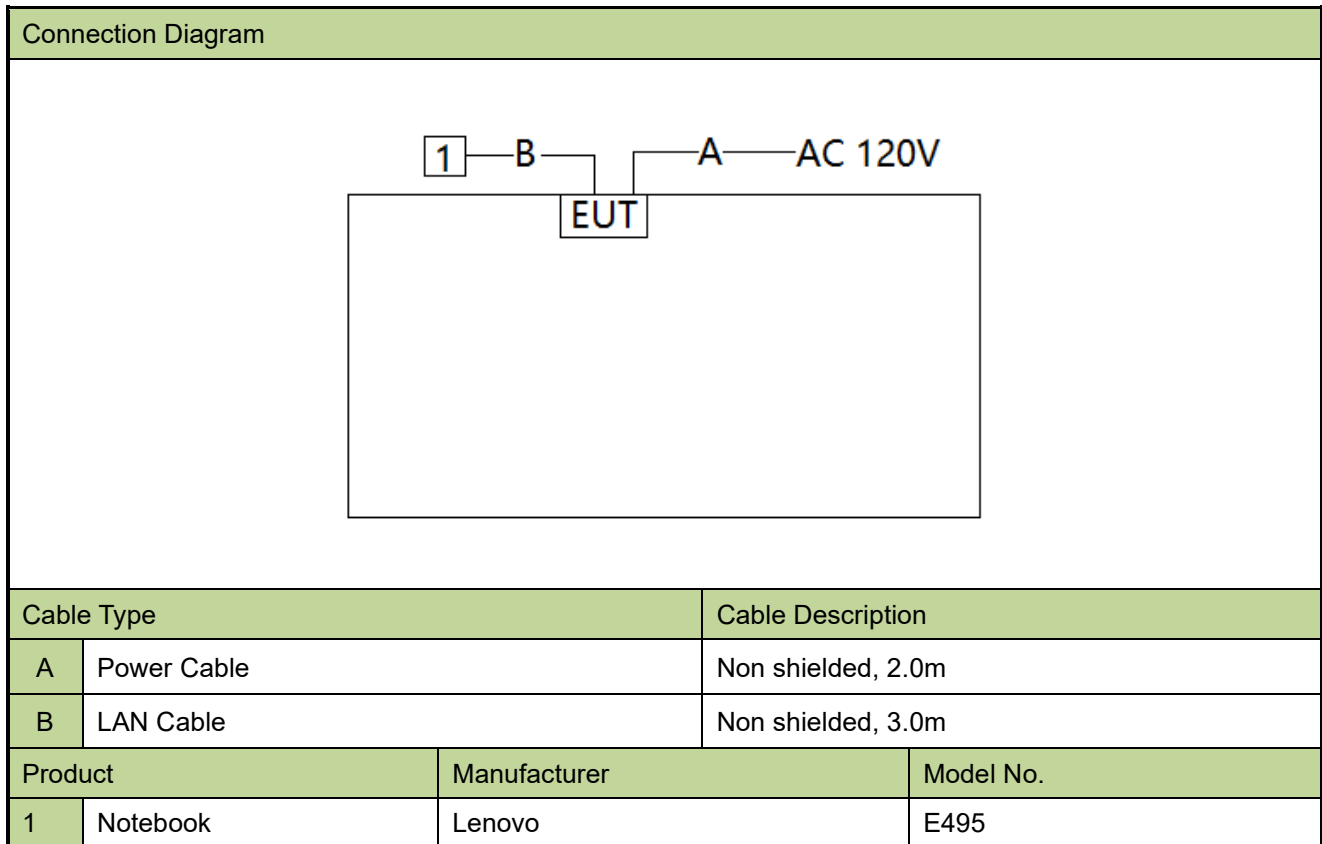 Connection Diagram
1 B A AC 120V
EUT
Cable Type Cable Description
A Power Cable Non shielded, 2.0m
B LAN Cable Non shielded, 3.0m
Product Manufacturer Model No.
1 Notebook Lenovo E495